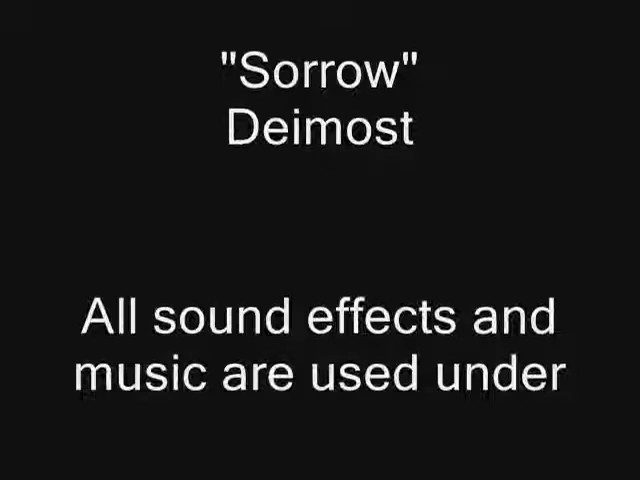 "Sorrow"
Deimost
All sound effects and
music are used under